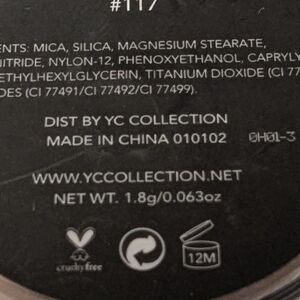 #117
ENTS: MICA, SILICA, MAGNESIUM STEARATE,
NITRIDE, NYLON-12, PHENOXYETHANOL, CAPRYLY
ETHYLHEXYLGLYCERIN, TITANIUM DIOXIDE (CI 77
DES (CI 77491/CI 77492/CI 77499).
DIST BY YC COLLECTION
MADE IN CHINA 010102 0H01-3
WWW.YCCOLLECTION.NET
NET WT. 1.8g/0.063oz
cruelty free
12M